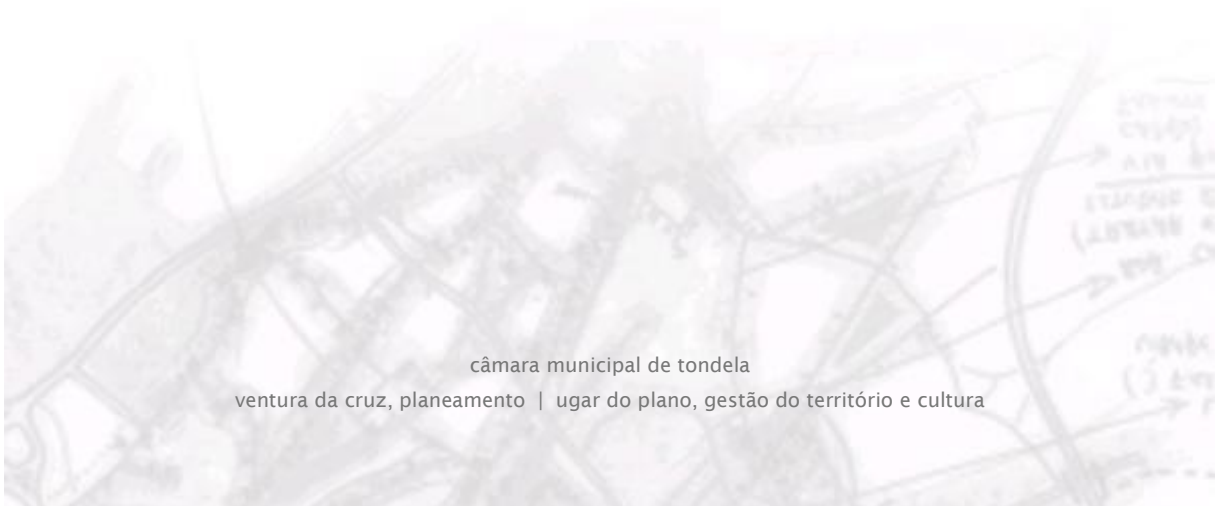 câmara municipal de tondela
ventura da cruz, planeamento | ugar do plano, gestão do território e cultura